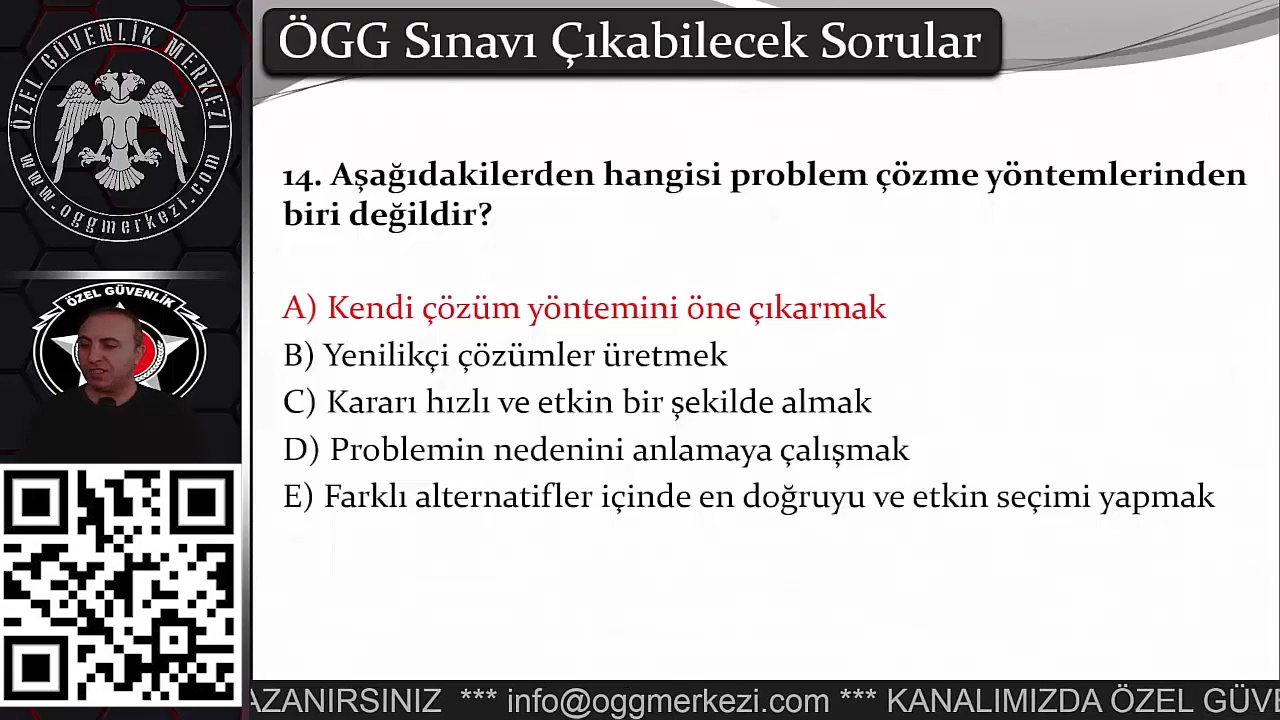 ÖGG Sınavı Çıkabilecek Sorular
ÖZEL GÜVENLİK MERKEZİ
www.oggmerkezi.com
14. Aşağıdakilerden hangisi problem çözme yöntemlerinden
biri değildir?
A) Kendi çözüm yöntemini öne çıkarmak
B) Yenilikçi çözümler üretmek
C) Kararı hızlı ve etkin bir şekilde almak
D) Problemin nedenini anlamaya çalışmak
E) Farklı alternatifler içinde en doğruyu ve etkin seçimi yapmak
ÖZEL GÜVENLİK
AZANIRSINIZ *** info@oggmerkezi.com *** KANALIMIZDA ÖZEL GÜVE